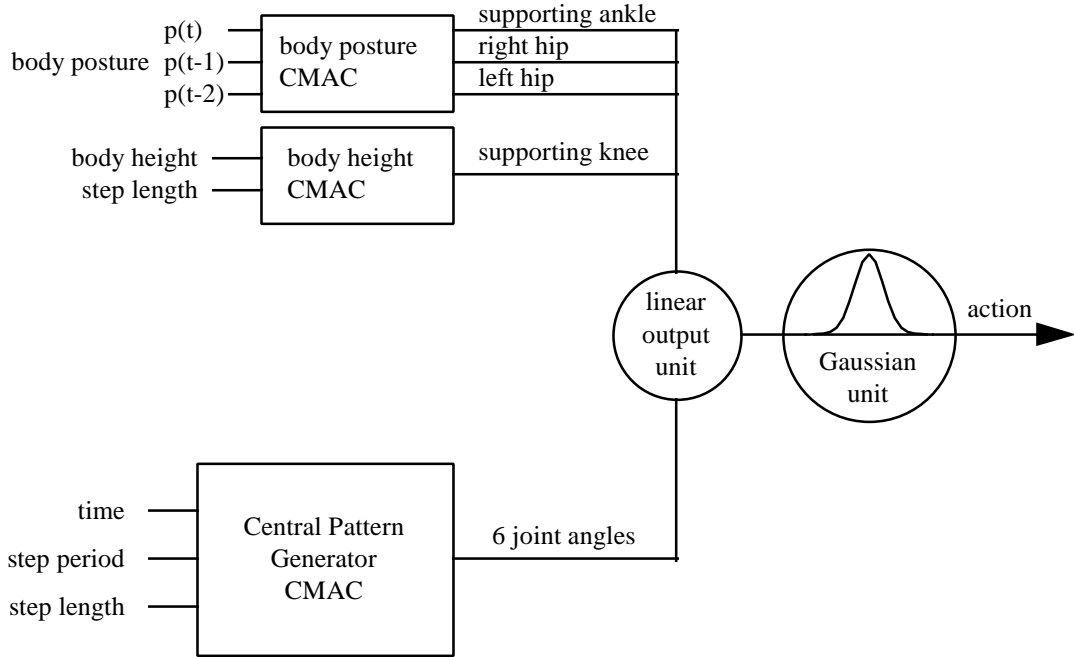 supporting ankle
p(t)
body posture
CMAC
right hip
body posture
p(t-1)
left hip
p(t-2)
body height
body height
CMAC
supporting knee
step length
linear
output
unit
action
Gaussian
unit
time
Central Pattern
Generator
CMAC
6 joint angles
step period
step length